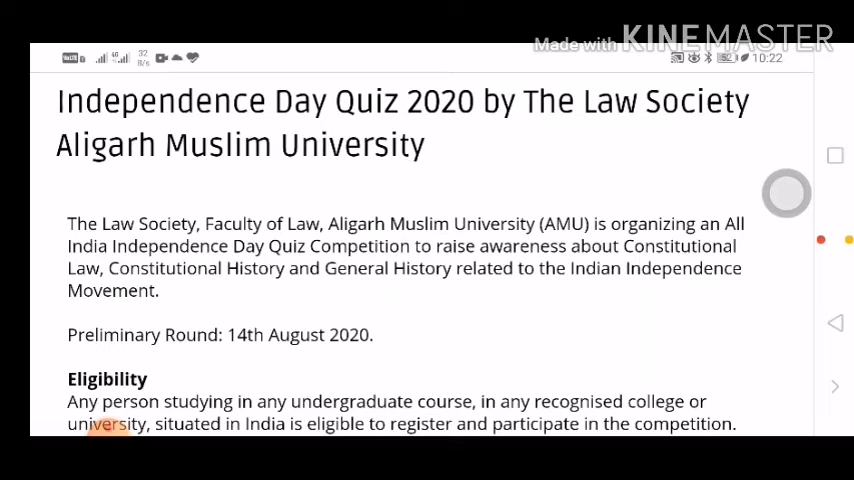 Made with KINEMASTER
VoLTE 4G 32 B/s 52 10:22
Independence Day Quiz 2020 by The Law Society
Aligarh Muslim University
The Law Society, Faculty of Law, Aligarh Muslim University (AMU) is organizing an All
India Independence Day Quiz Competition to raise awareness about Constitutional
Law, Constitutional History and General History related to the Indian Independence
Movement.
Preliminary Round: 14th August 2020.
Eligibility
Any person studying in any undergraduate course, in any recognised college or
university, situated in India is eligible to register and participate in the competition.